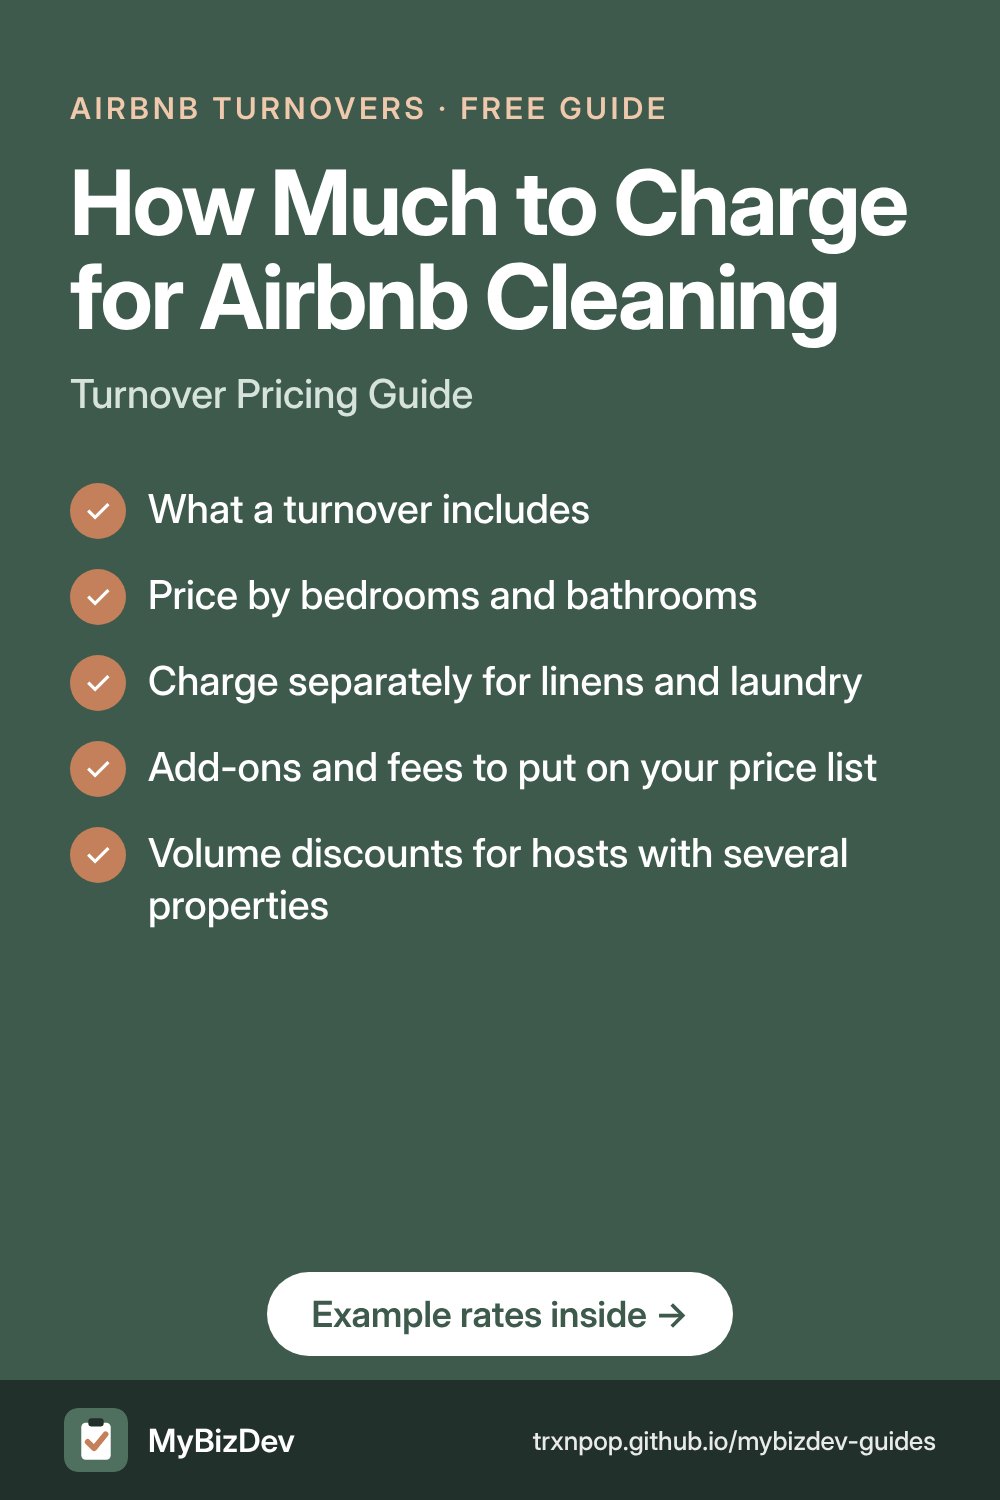 AIRBNB TURNOVERS · FREE GUIDE
How Much to Charge
for Airbnb Cleaning
Turnover Pricing Guide
What a turnover includes
Price by bedrooms and bathrooms
Charge separately for linens and laundry
Add-ons and fees to put on your price list
Volume discounts for hosts with several
properties
Example rates inside →
MyBizDev
trxnpop.github.io/mybizdev-guides